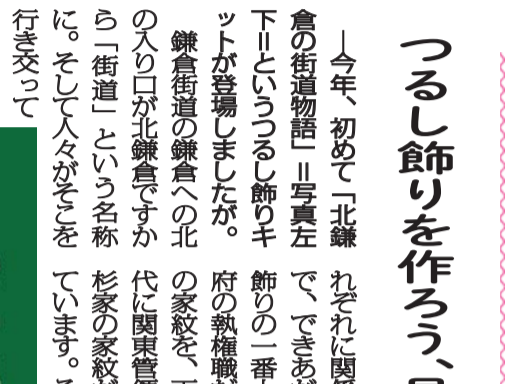 つるし飾りを作ろう、
―今年、初めて「北鎌
倉の街道物語」＝写真左
下＝というつるし飾りキ
ットが登場しましたが。
鎌倉街道の鎌倉への北
の入り口が北鎌倉ですか
ら「街道」という名称
に。そして人々がそこを
行き交って
れぞれに関
で、できあが
飾りの一番
府の執権職
の家紋を、
代に関東管
杉家の家紋が
ています。そ